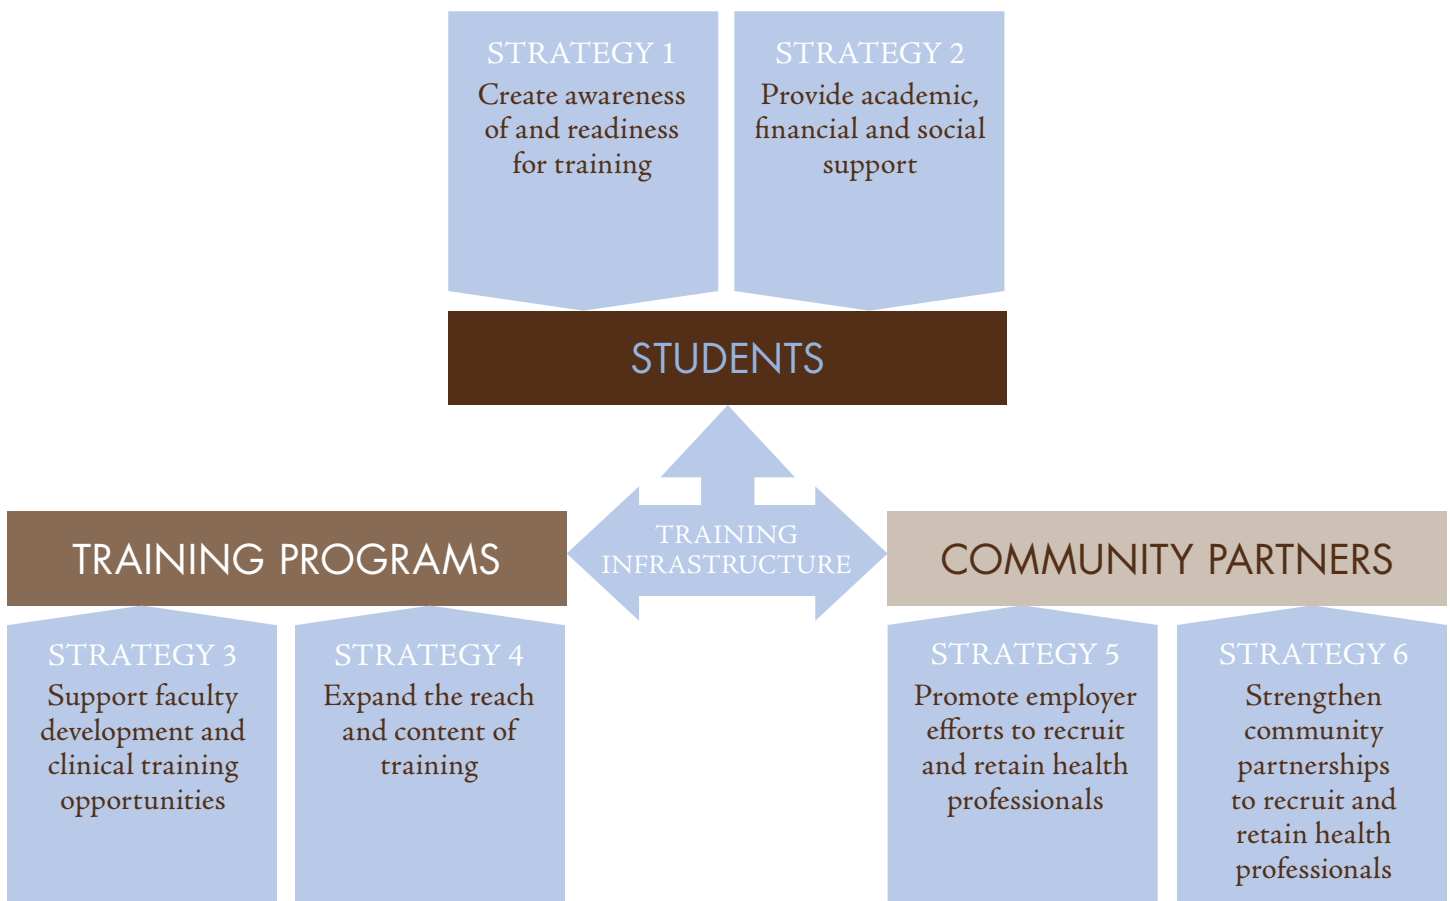 STRATEGY 1
Create awareness
of and readiness
for training
STRATEGY 2
Provide academic,
financial and social
support
STUDENTS
TRAINING
INFRASTRUCTURE
TRAINING PROGRAMS
COMMUNITY PARTNERS
STRATEGY 3
Support faculty
development and
clinical training
opportunities
STRATEGY 4
Expand the reach
and content of
training
STRATEGY 5
Promote employer
efforts to recruit
and retain health
professionals
STRATEGY 6
Strengthen
community
partnerships
to recruit and
retain health
professionals